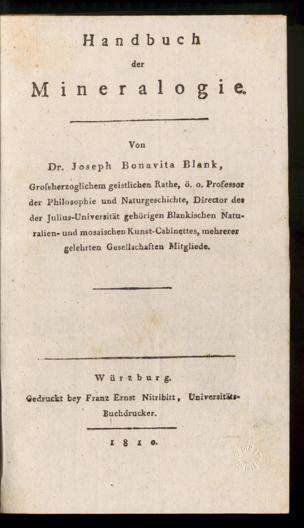 Handbuch
der
Mineralogie.
Von
Dr. Joseph Bonavita Blank,
Grofsherzoglichem geistlichen Rathe, ö. o. Professor
der Philosophie und Naturgeschichte, Director des
der Julius-Universität gehörigen Blankischen Natu-
ralien- und mosaischen Kunst-Cabinettes, mehrerer
gelehrten Gesellschaften Mitgliede.
Würzburg.
Gedruckt bey Franz Ernst Nitribitt, Universitäts-
Buchdrucker.
1810.